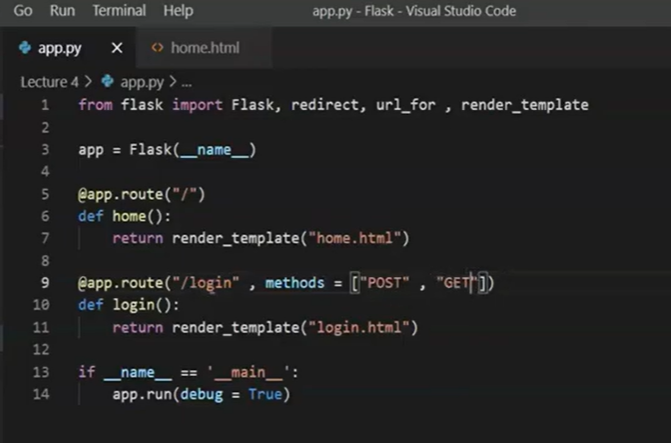 Go Run Terminal Help app.py - Flask - Visual Studio Code
app.py × <> home.html
Lecture 4 > app.py > ...
1 from flask import Flask, redirect, url_for , render_template
2
3 app = Flask(__name__)
4
5 @app.route("/")
6 def home():
7 return render_template("home.html")
8
9 @app.route("/login" , methods = ["POST" , "GET"])
10 def login():
11 return render_template("login.html")
12
13 if __name__ == '__main__':
14 app.run(debug = True)